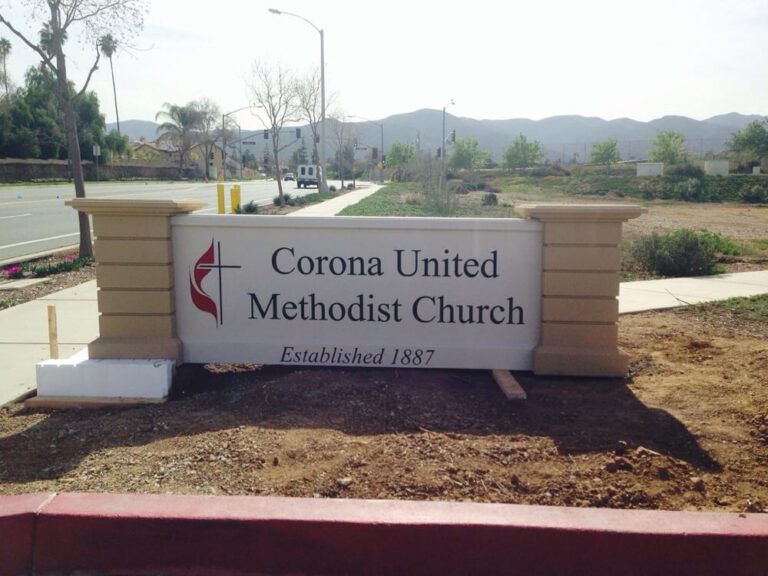 Corona United
Methodist Church
Established 1887